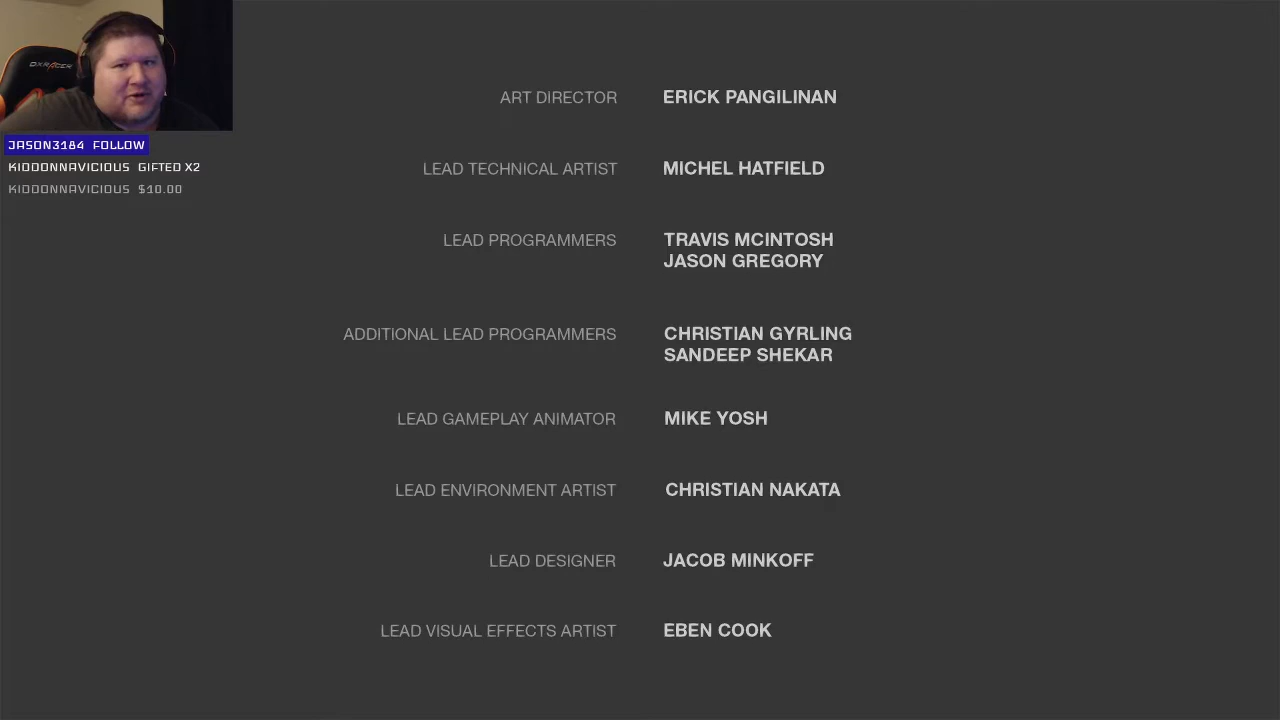 DXRACER
JASON3184 FOLLOW
KIDDONNAVICIOUS GIFTED X2
KIDDONNAVICIOUS $10.00
ART DIRECTOR ERICK PANGILINAN
LEAD TECHNICAL ARTIST MICHEL HATFIELD
LEAD PROGRAMMERS TRAVIS MCINTOSH
JASON GREGORY
ADDITIONAL LEAD PROGRAMMERS CHRISTIAN GYRLING
SANDEEP SHEKAR
LEAD GAMEPLAY ANIMATOR MIKE YOSH
LEAD ENVIRONMENT ARTIST CHRISTIAN NAKATA
LEAD DESIGNER JACOB MINKOFF
LEAD VISUAL EFFECTS ARTIST EBEN COOK